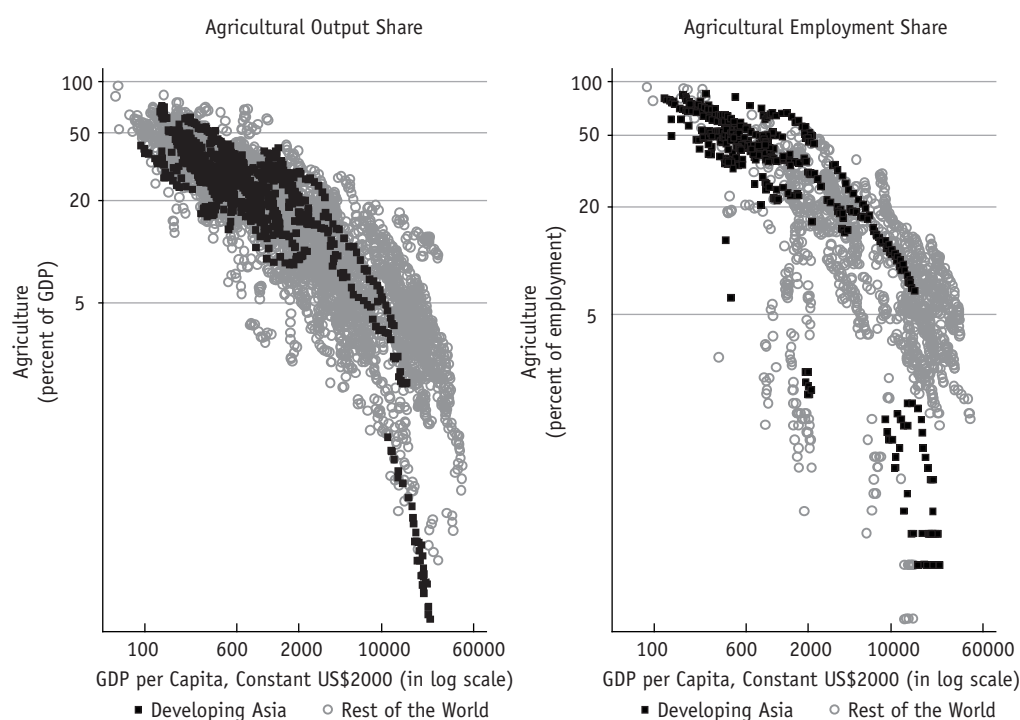 Agricultural Output Share
100
50
20
5
Agriculture
(percent of GDP)
100
600
2000
10000
60000
GDP per Capita, Constant US$2000 (in log scale)
■ Developing Asia ○ Rest of the World
Agricultural Employment Share
100
50
20
5
Agriculture
(percent of employment)
100
600
2000
10000
60000
GDP per Capita, Constant US$2000 (in log scale)
■ Developing Asia ○ Rest of the World